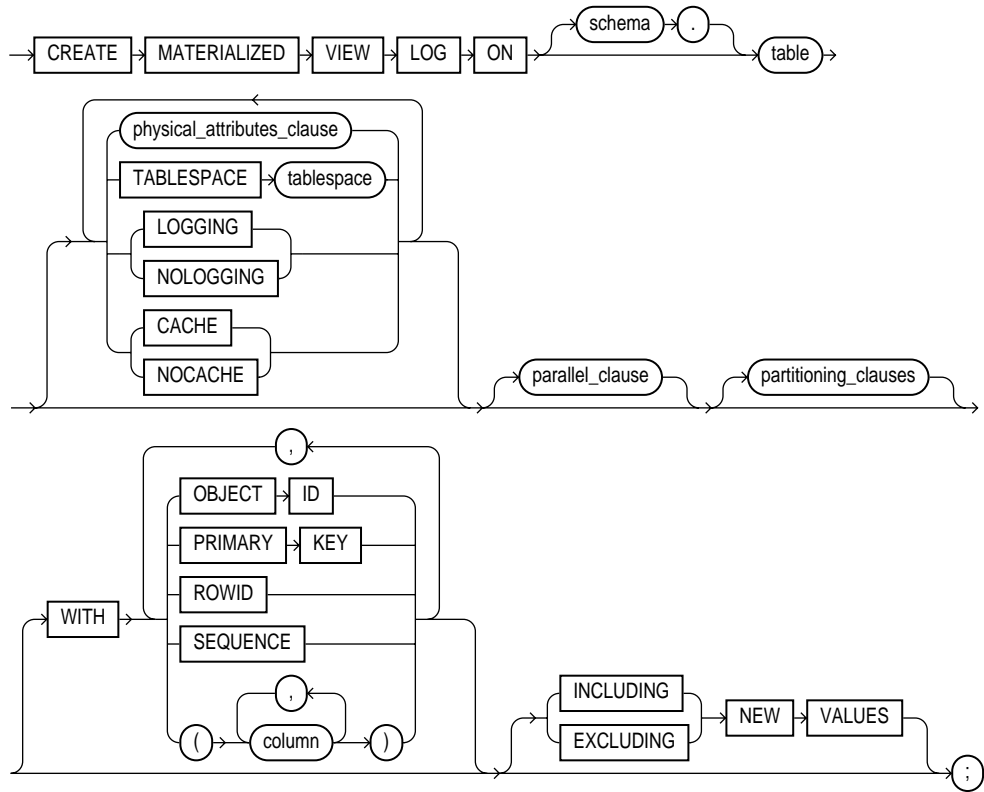 CREATE MATERIALIZED VIEW LOG ON schema . table
physical_attributes_clause
TABLESPACE tablespace
LOGGING
NOLOGGING
CACHE
NOCACHE
parallel_clause partitioning_clauses
,
OBJECT ID
PRIMARY KEY
ROWID
WITH
SEQUENCE
,
( column )
INCLUDING
EXCLUDING
NEW VALUES
;